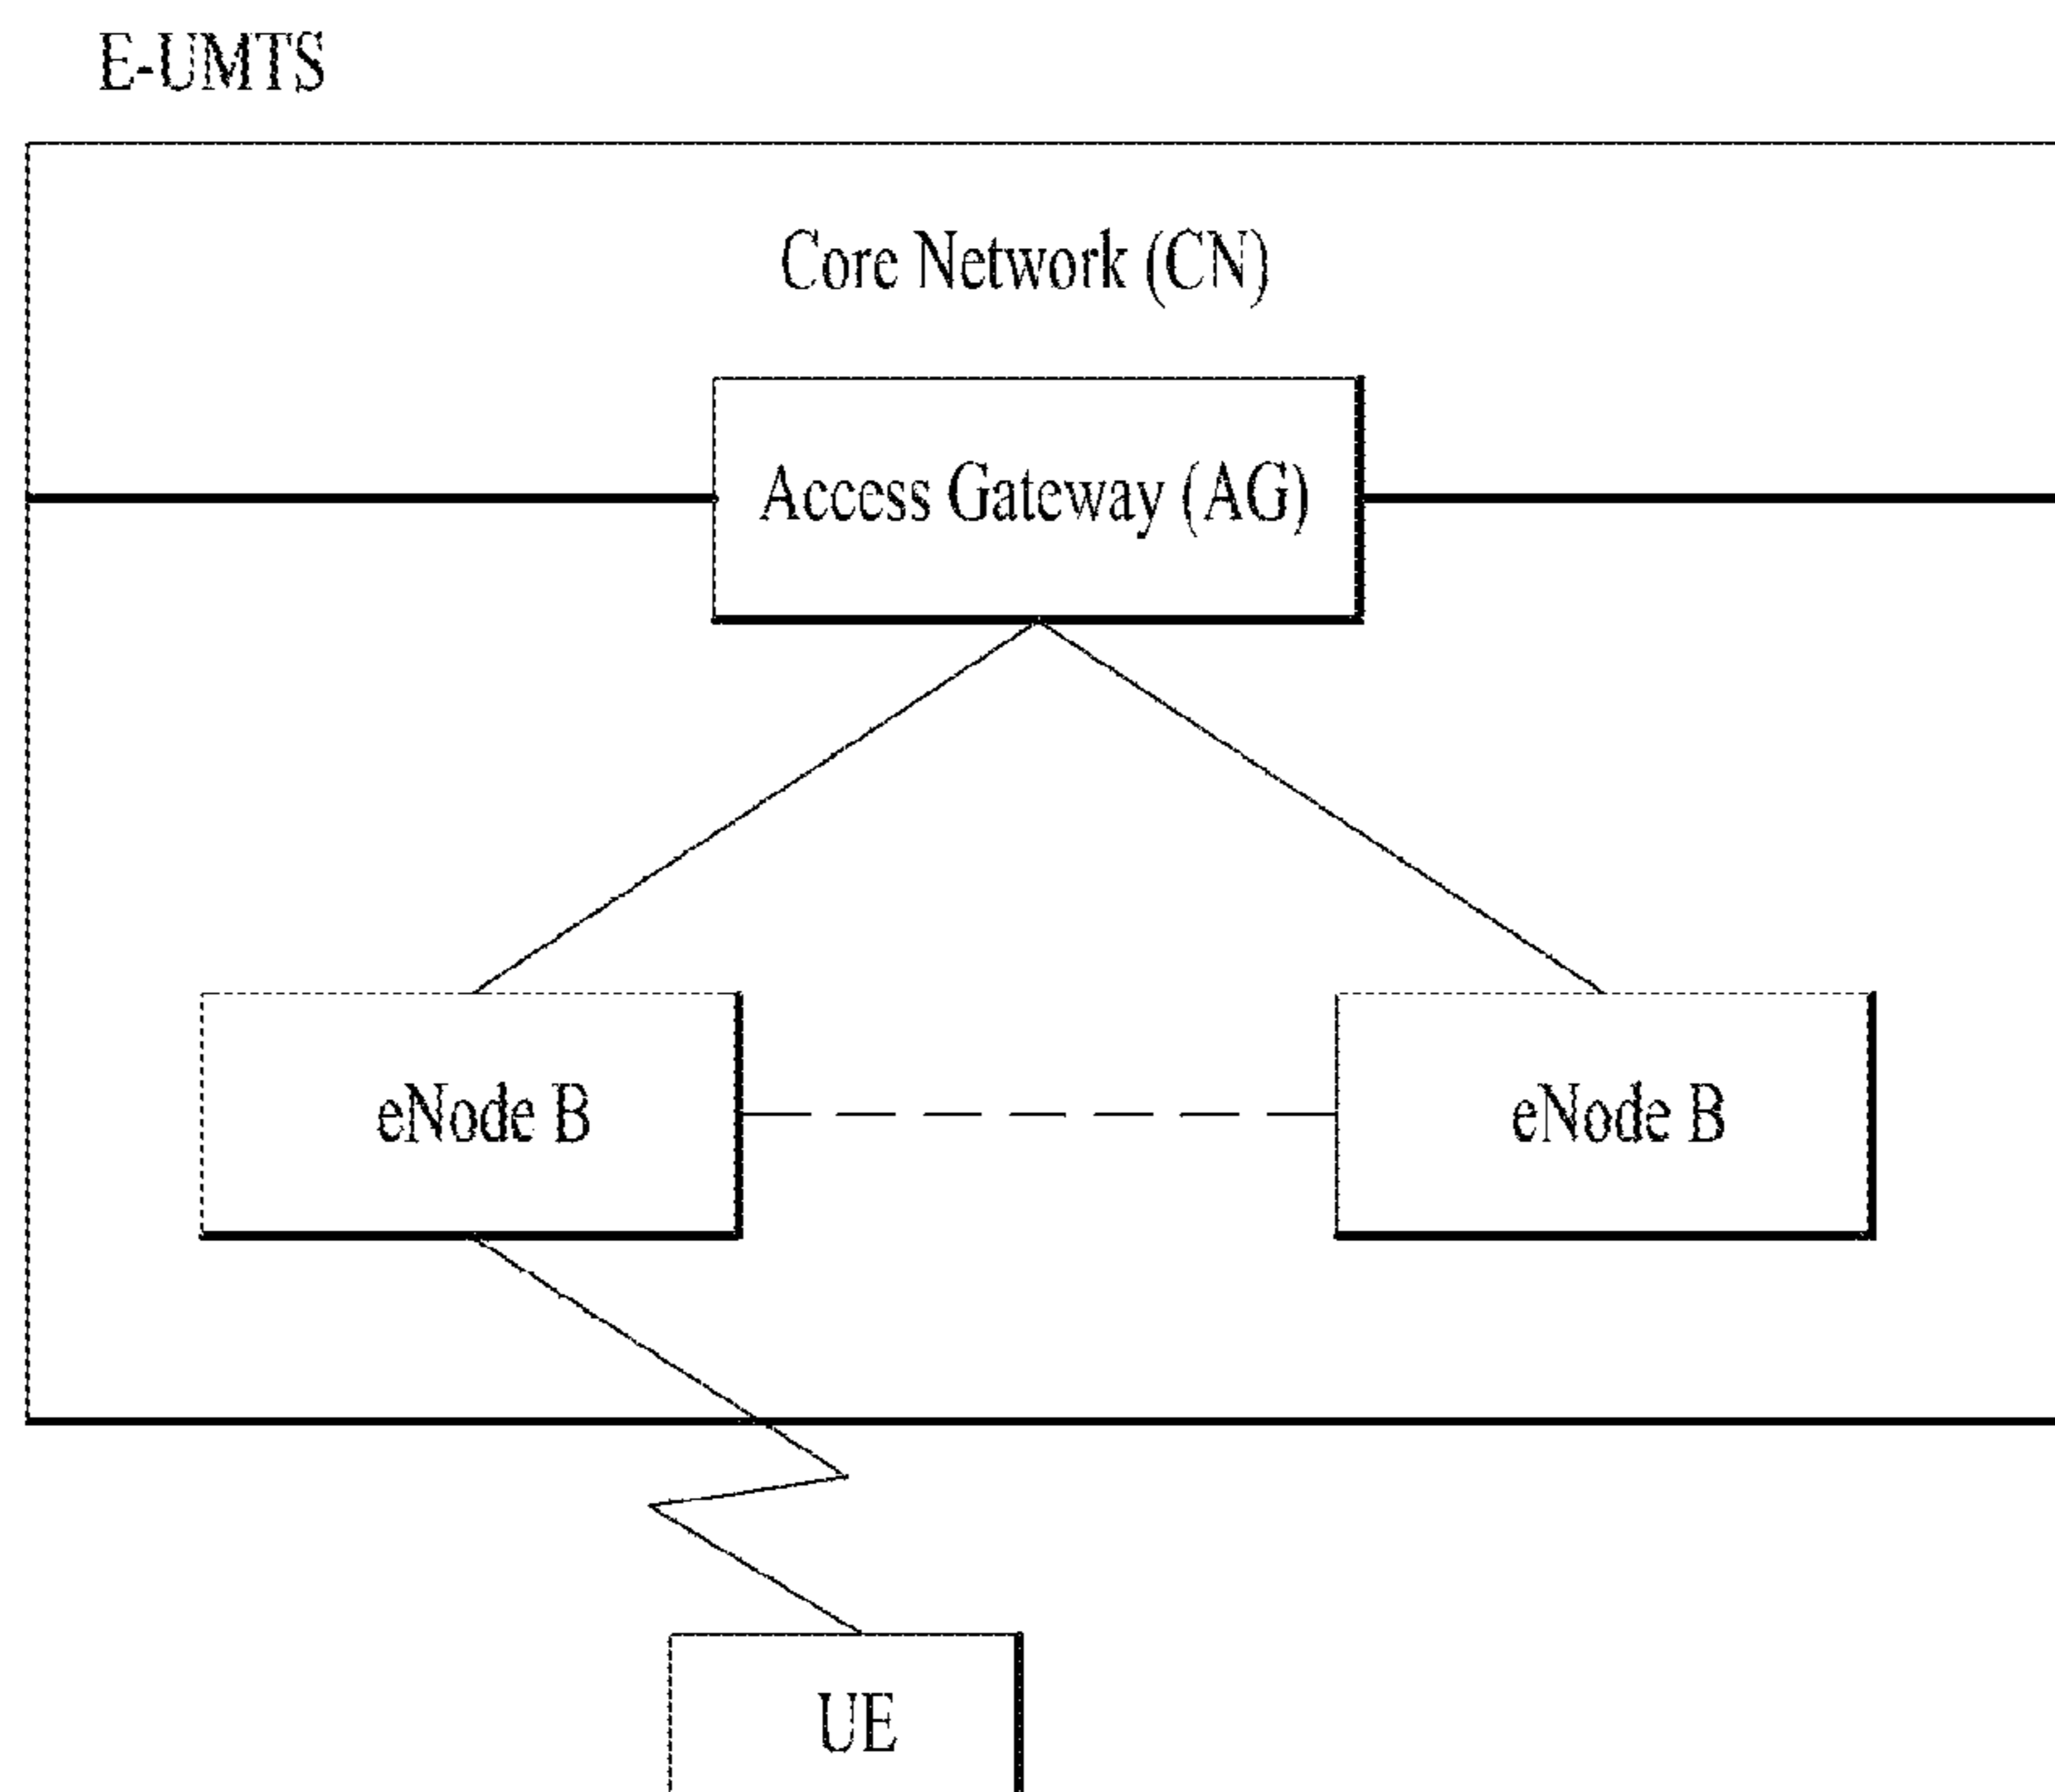 E-UMTS
Core Network (CN)
Access Gateway (AG)
eNode B
eNode B
UE